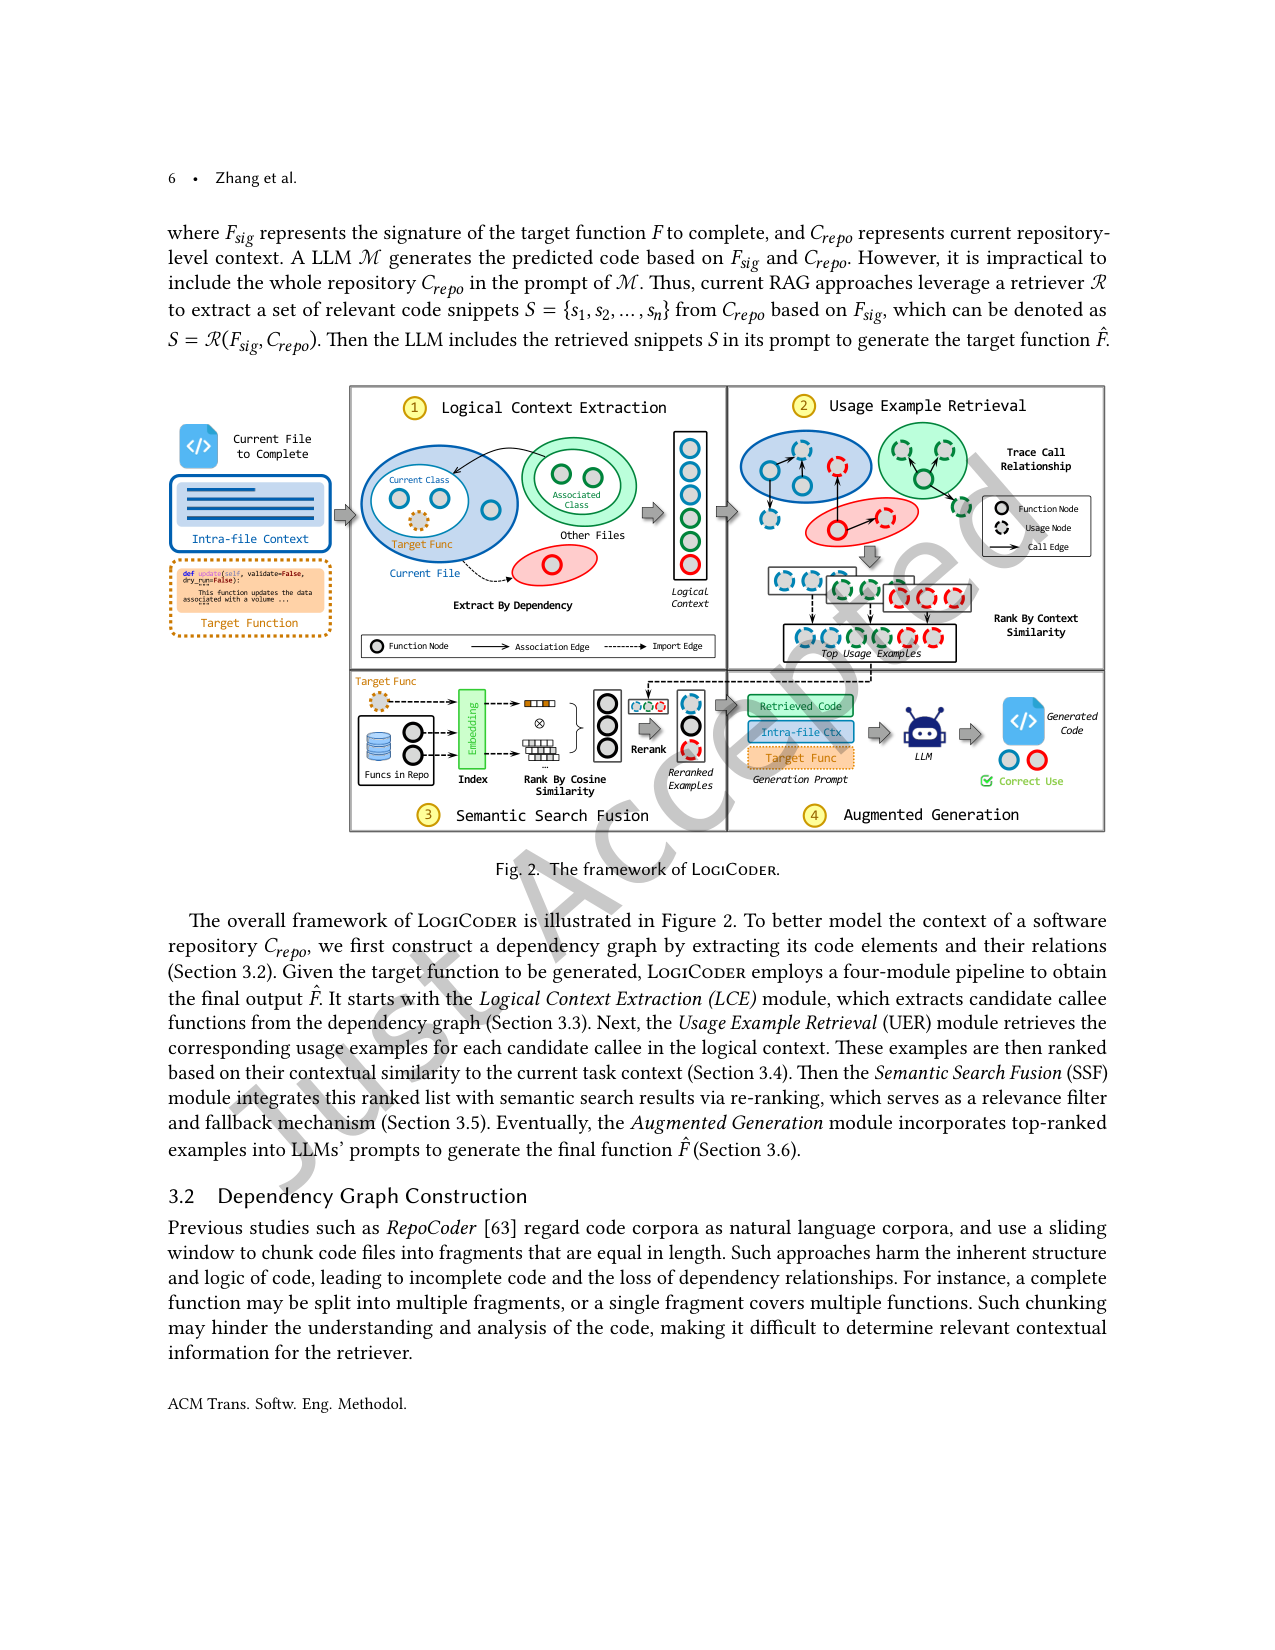 6 • Zhang et al.
where F_sig represents the signature of the target function F to complete, and C_repo represents current repository-
level context. A LLM ℳ generates the predicted code based on F_sig and C_repo. However, it is impractical to
include the whole repository C_repo in the prompt of ℳ. Thus, current RAG approaches leverage a retriever ℛ
to extract a set of relevant code snippets S = {s_1, s_2, …, s_n} from C_repo based on F_sig, which can be denoted as
S = ℛ(F_sig, C_repo). Then the LLM includes the retrieved snippets S in its prompt to generate the target function F̂.
Current File
to Complete
Intra-file Context
def update(self, validate=False,
dry_run=False):
"""
This function updates the data
associated with a volume ...
"""
Target Function
1 Logical Context Extraction
Current Class
Target Func
Current File
Associated
Class
Other Files
Extract By Dependency
Logical
Context
Function Node
Association Edge
Import Edge
2 Usage Example Retrieval
Trace Call
Relationship
Function Node
Usage Node
Call Edge
Rank By Context
Similarity
Top Usage Examples
Target Func
Funcs in Repo
Embedding
Index
⊗
...
Rank By Cosine
Similarity
Rerank
Reranked
Examples
3 Semantic Search Fusion
Retrieved Code
Intra-file Ctx
Target Func
Generation Prompt
LLM
Generated
Code
Correct Use
4 Augmented Generation
Fig. 2. The framework of LogiCoder.
The overall framework of LogiCoder is illustrated in Figure 2. To better model the context of a software
repository C_repo, we first construct a dependency graph by extracting its code elements and their relations
(Section 3.2). Given the target function to be generated, LogiCoder employs a four-module pipeline to obtain
the final output F̂. It starts with the Logical Context Extraction (LCE) module, which extracts candidate callee
functions from the dependency graph (Section 3.3). Next, the Usage Example Retrieval (UER) module retrieves the
corresponding usage examples for each candidate callee in the logical context. These examples are then ranked
based on their contextual similarity to the current task context (Section 3.4). Then the Semantic Search Fusion (SSF)
module integrates this ranked list with semantic search results via re-ranking, which serves as a relevance filter
and fallback mechanism (Section 3.5). Eventually, the Augmented Generation module incorporates top-ranked
examples into LLMs' prompts to generate the final function F̂ (Section 3.6).
3.2 Dependency Graph Construction
Previous studies such as RepoCoder [63] regard code corpora as natural language corpora, and use a sliding
window to chunk code files into fragments that are equal in length. Such approaches harm the inherent structure
and logic of code, leading to incomplete code and the loss of dependency relationships. For instance, a complete
function may be split into multiple fragments, or a single fragment covers multiple functions. Such chunking
may hinder the understanding and analysis of the code, making it difficult to determine relevant contextual
information for the retriever.
ACM Trans. Softw. Eng. Methodol.
Just Accepted